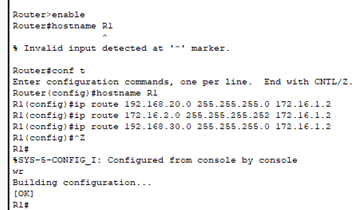 Router>enable
Router#hostname R1
^
% Invalid input detected at '^' marker.
Router#conf t
Enter configuration commands, one per line. End with CNTL/Z.
Router(config)#hostname R1
R1(config)#ip route 192.168.20.0 255.255.255.0 172.16.1.2
R1(config)#ip route 172.16.2.0 255.255.255.252 172.16.1.2
R1(config)#ip route 192.168.30.0 255.255.255.0 172.16.1.2
R1(config)#^Z
R1#
%SYS-5-CONFIG_I: Configured from console by console
wr
Building configuration...
[OK]
R1#